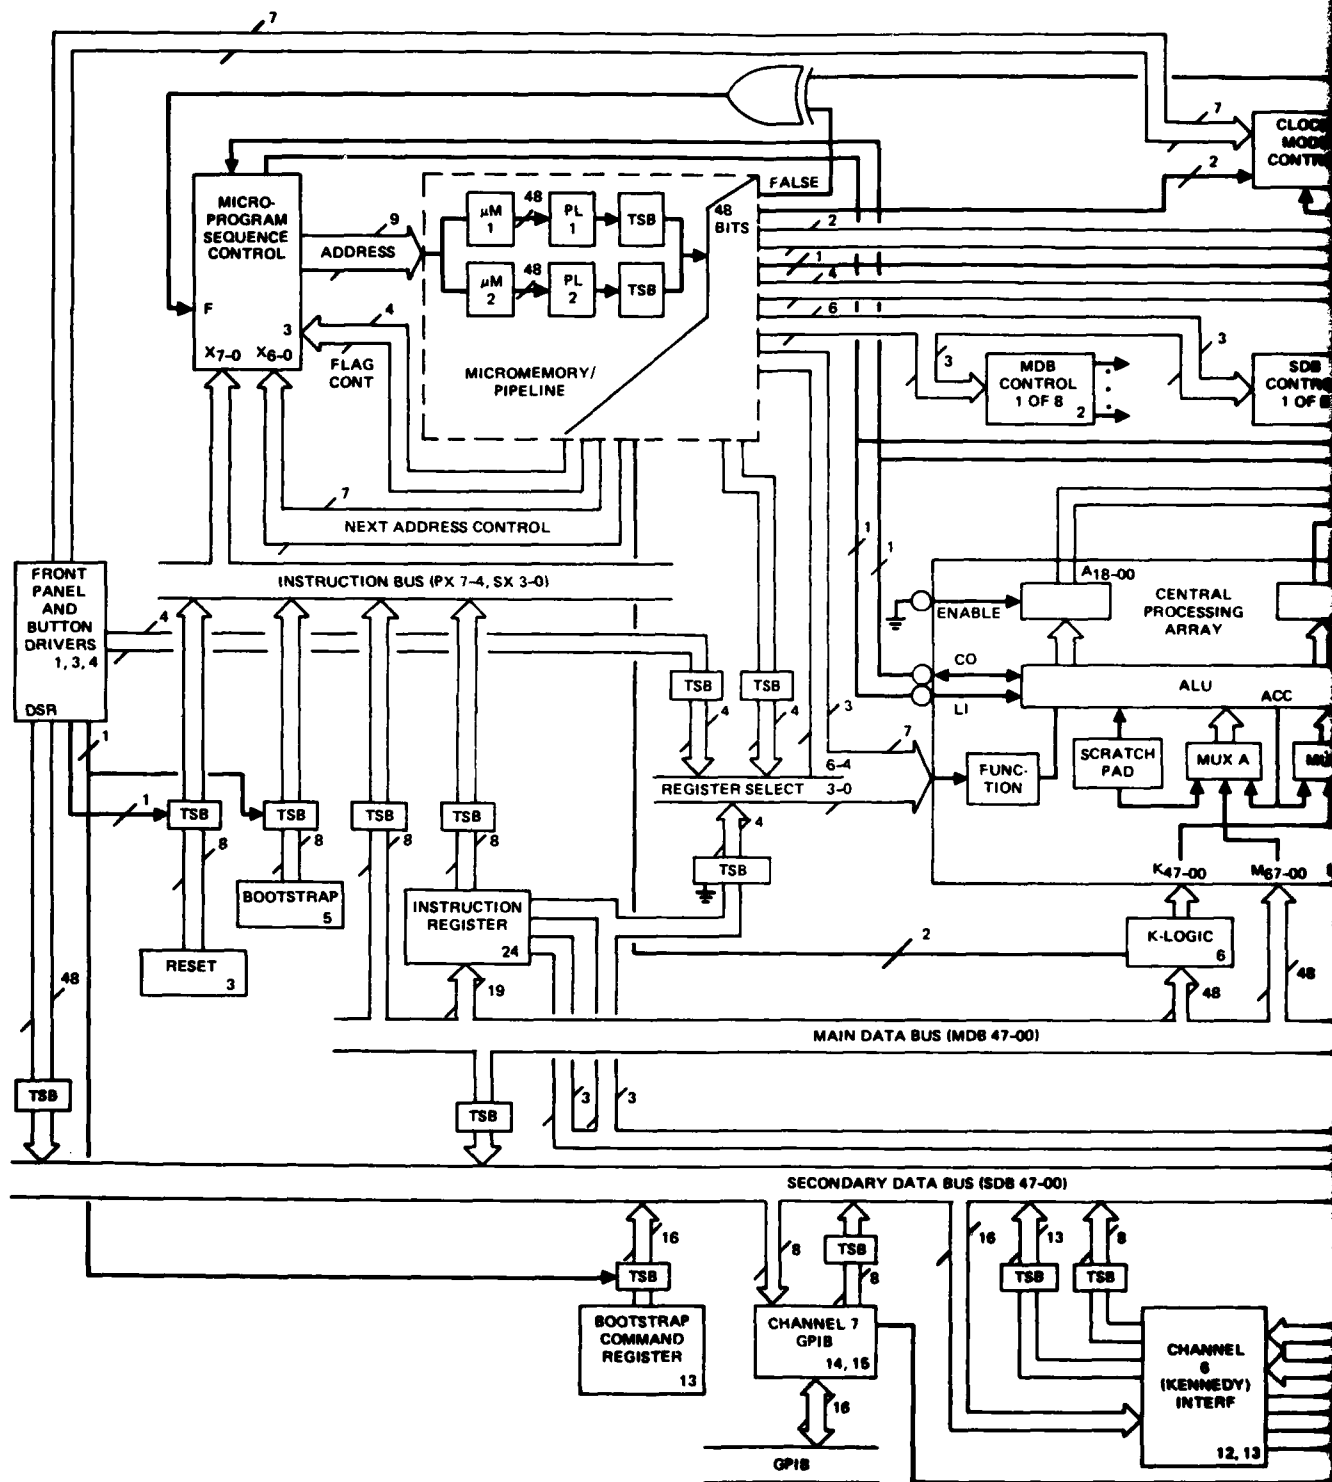 7
7
CLOC
MOD
CONTR
2
FALSE
MICRO-
PROGRAM
SEQUENCE
CONTROL
9
ADDRESS
µM
1
48
PL
1
TSB
48
BITS
2
1
4
6
µM
2
48
PL
2
TSB
F
3
X7-0 X6-0
4
FLAG
CONT
MICROMEMORY/
PIPELINE
3
MDB
CONTROL
1 OF 8
2
3
SDB
CONTR
1 OF
7
NEXT ADDRESS CONTROL
1
1
INSTRUCTION BUS (PX 7-4, SX 3-0)
FRONT
PANEL
AND
BUTTON
DRIVERS
1, 3, 4
DSR
4
A18-00
ENABLE
CENTRAL
PROCESSING
ARRAY
CO
LI
ALU
ACC
TSB
TSB
4
4
3
7
6-4
REGISTER SELECT
3-0
FUNC-
TION
SCRATCH
PAD
MUX A
MU
1
1
TSB
TSB
TSB
TSB
8
8
8
8
4
TSB
K47-00
M67-00
BOOTSTRAP
5
INSTRUCTION
REGISTER
24
K-LOGIC
6
2
RESET
3
48
19
48
48
MAIN DATA BUS (MDB 47-00)
TSB
TSB
3
3
SECONDARY DATA BUS (SDB 47-00)
16
8
TSB
16
13
8
TSB
8
TSB
TSB
BOOTSTRAP
COMMAND
REGISTER
13
CHANNEL 7
GPIB
14, 15
CHANNEL
6
(KENNEDY)
INTERF
12, 13
16
GPIB